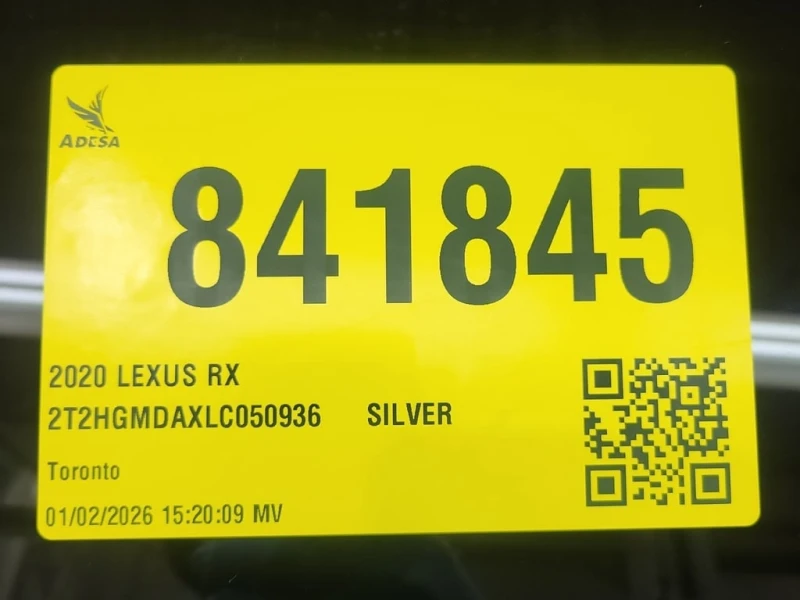 ADESA
841845
2020 LEXUS RX
2T2HGMDAXLC050936 SILVER
Toronto
01/02/2026 15:20:09 MV